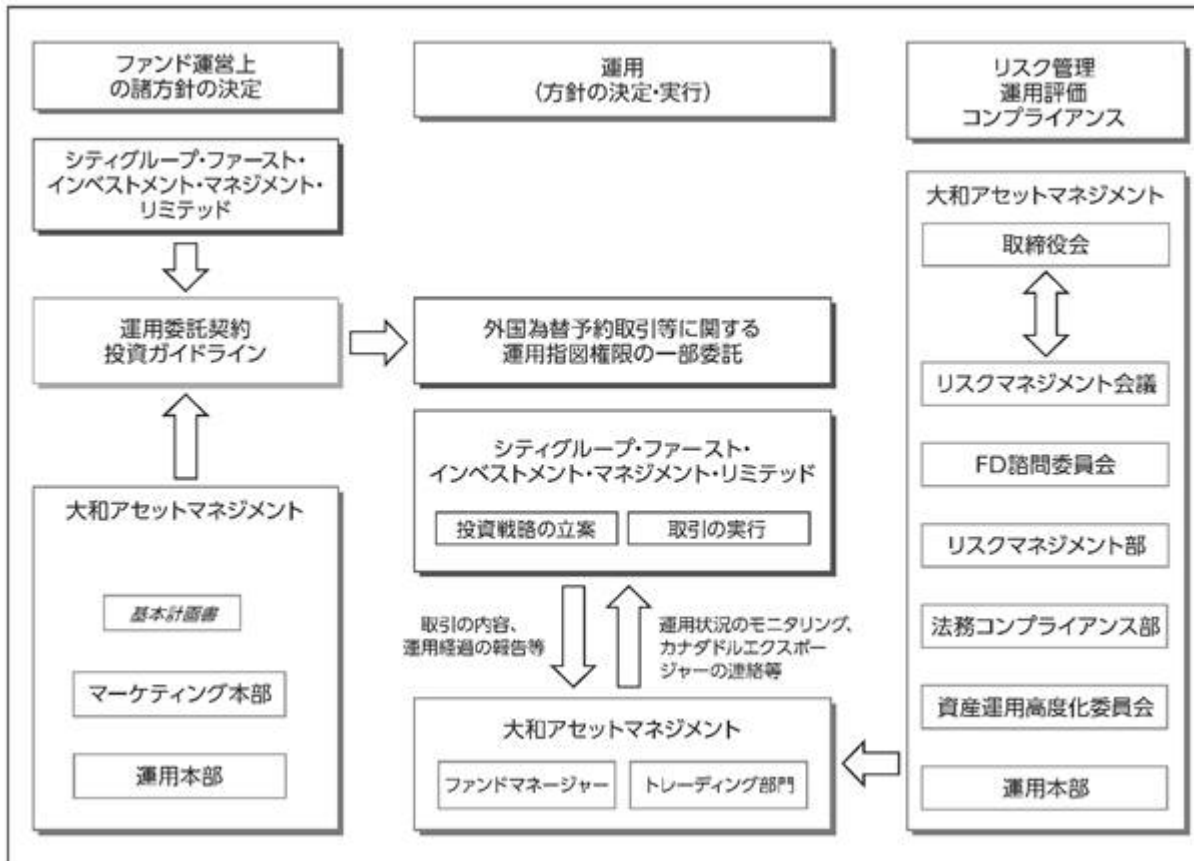 ファンド運営上
の諸方針の決定
シティグループ・ファースト・
インベストメント・マネジメント・
リミテッド
運用委託契約
投資ガイドライン
大和アセットマネジメント
基本計画書
マーケティング本部
運用本部
運用
(方針の決定・実行)
外国為替予約取引等に関する
運用指図権限の一部委託
シティグループ・ファースト・
インベストメント・マネジメント・リミテッド
投資戦略の立案
取引の実行
取引の内容、
運用経過の報告等
運用状況のモニタリング、
カナダドルエクスポー
ジャーの連絡等
大和アセットマネジメント
ファンドマネージャー
トレーディング部門
リスク管理
運用評価
コンプライアンス
大和アセットマネジメント
取締役会
リスクマネジメント会議
FD諮問委員会
リスクマネジメント部
法務コンプライアンス部
資産運用高度化委員会
運用本部